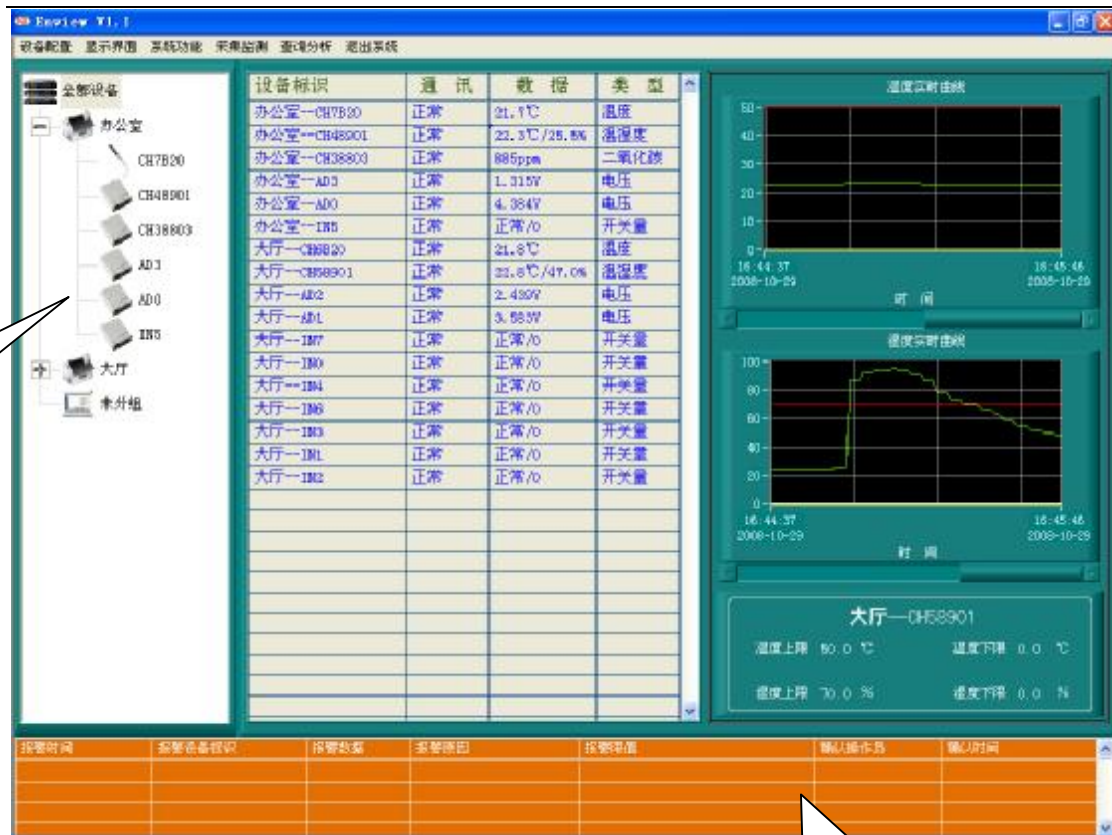 Enview V1.1
设备配置 显示界面 系统功能 采集监测 查询分析 退出系统
全部设备
办公室
CH7B20
CH48901
CH38803
AD3
AD0
IN5
大厅
未分组
设备标识 通 讯 数 据 类 型
办公室--CH7B20 正常 21.1℃ 温度
办公室--CH48901 正常 22.3℃/25.8% 温湿度
办公室--CH38803 正常 885ppm 二氧化碳
办公室--AD3 正常 1.315V 电压
办公室--AD0 正常 4.384V 电压
办公室--IN5 正常 正常/0 开关量
大厅--CH6B20 正常 21.8℃ 温度
大厅--CH58901 正常 22.8℃/47.0% 温湿度
大厅--AD2 正常 2.439V 电压
大厅--AD1 正常 3.583V 电压
大厅--IN7 正常 正常/0 开关量
大厅--IN0 正常 正常/0 开关量
大厅--IN4 正常 正常/0 开关量
大厅--IN6 正常 正常/0 开关量
大厅--IN3 正常 正常/0 开关量
大厅--IN1 正常 正常/0 开关量
大厅--IN2 正常 正常/0 开关量
温度实时曲线
50
40
30
20
10
0
16:44:37 16:45:46
2008-10-29 2008-10-29
时 间
湿度实时曲线
100
80
60
40
20
0
16:44:37 16:45:46
2008-10-29 2008-10-29
时 间
大厅--CH58901
温度上限 50.0 ℃ 温度下限 0.0 ℃
湿度上限 70.0 % 湿度下限 0.0 %
报警时间 报警设备标识 报警数据 报警原因 报警限值 确认操作员 确认时间